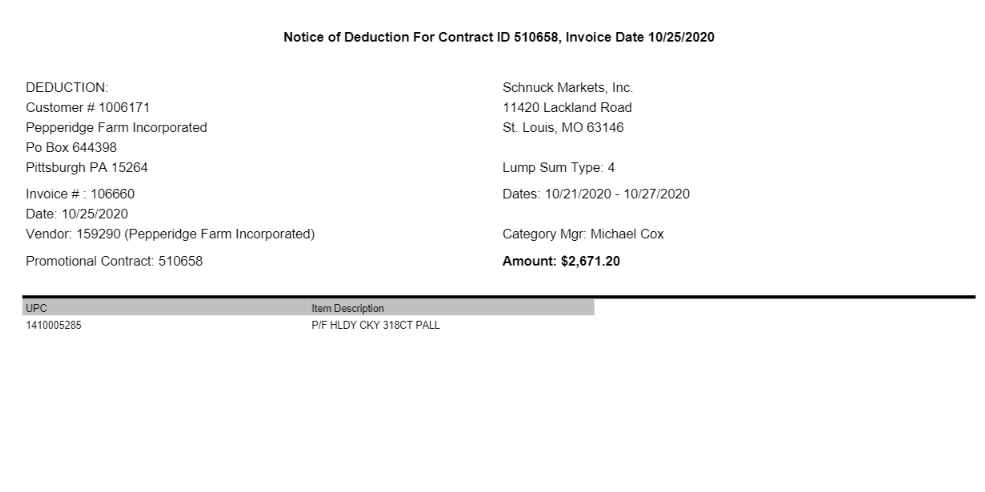 Notice of Deduction For Contract ID 510658, Invoice Date 10/25/2020
DEDUCTION:
Customer # 1006171
Pepperidge Farm Incorporated
Po Box 644398
Pittsburgh PA 15264
Invoice # : 106660
Date: 10/25/2020
Vendor: 159290 (Pepperidge Farm Incorporated)
Promotional Contract: 510658
Schnuck Markets, Inc.
11420 Lackland Road
St. Louis, MO 63146
Lump Sum Type: 4
Dates: 10/21/2020 - 10/27/2020
Category Mgr: Michael Cox
Amount: $2,671.20
UPC Item Description
1410005285 P/F HLDY CKY 318CT PALL